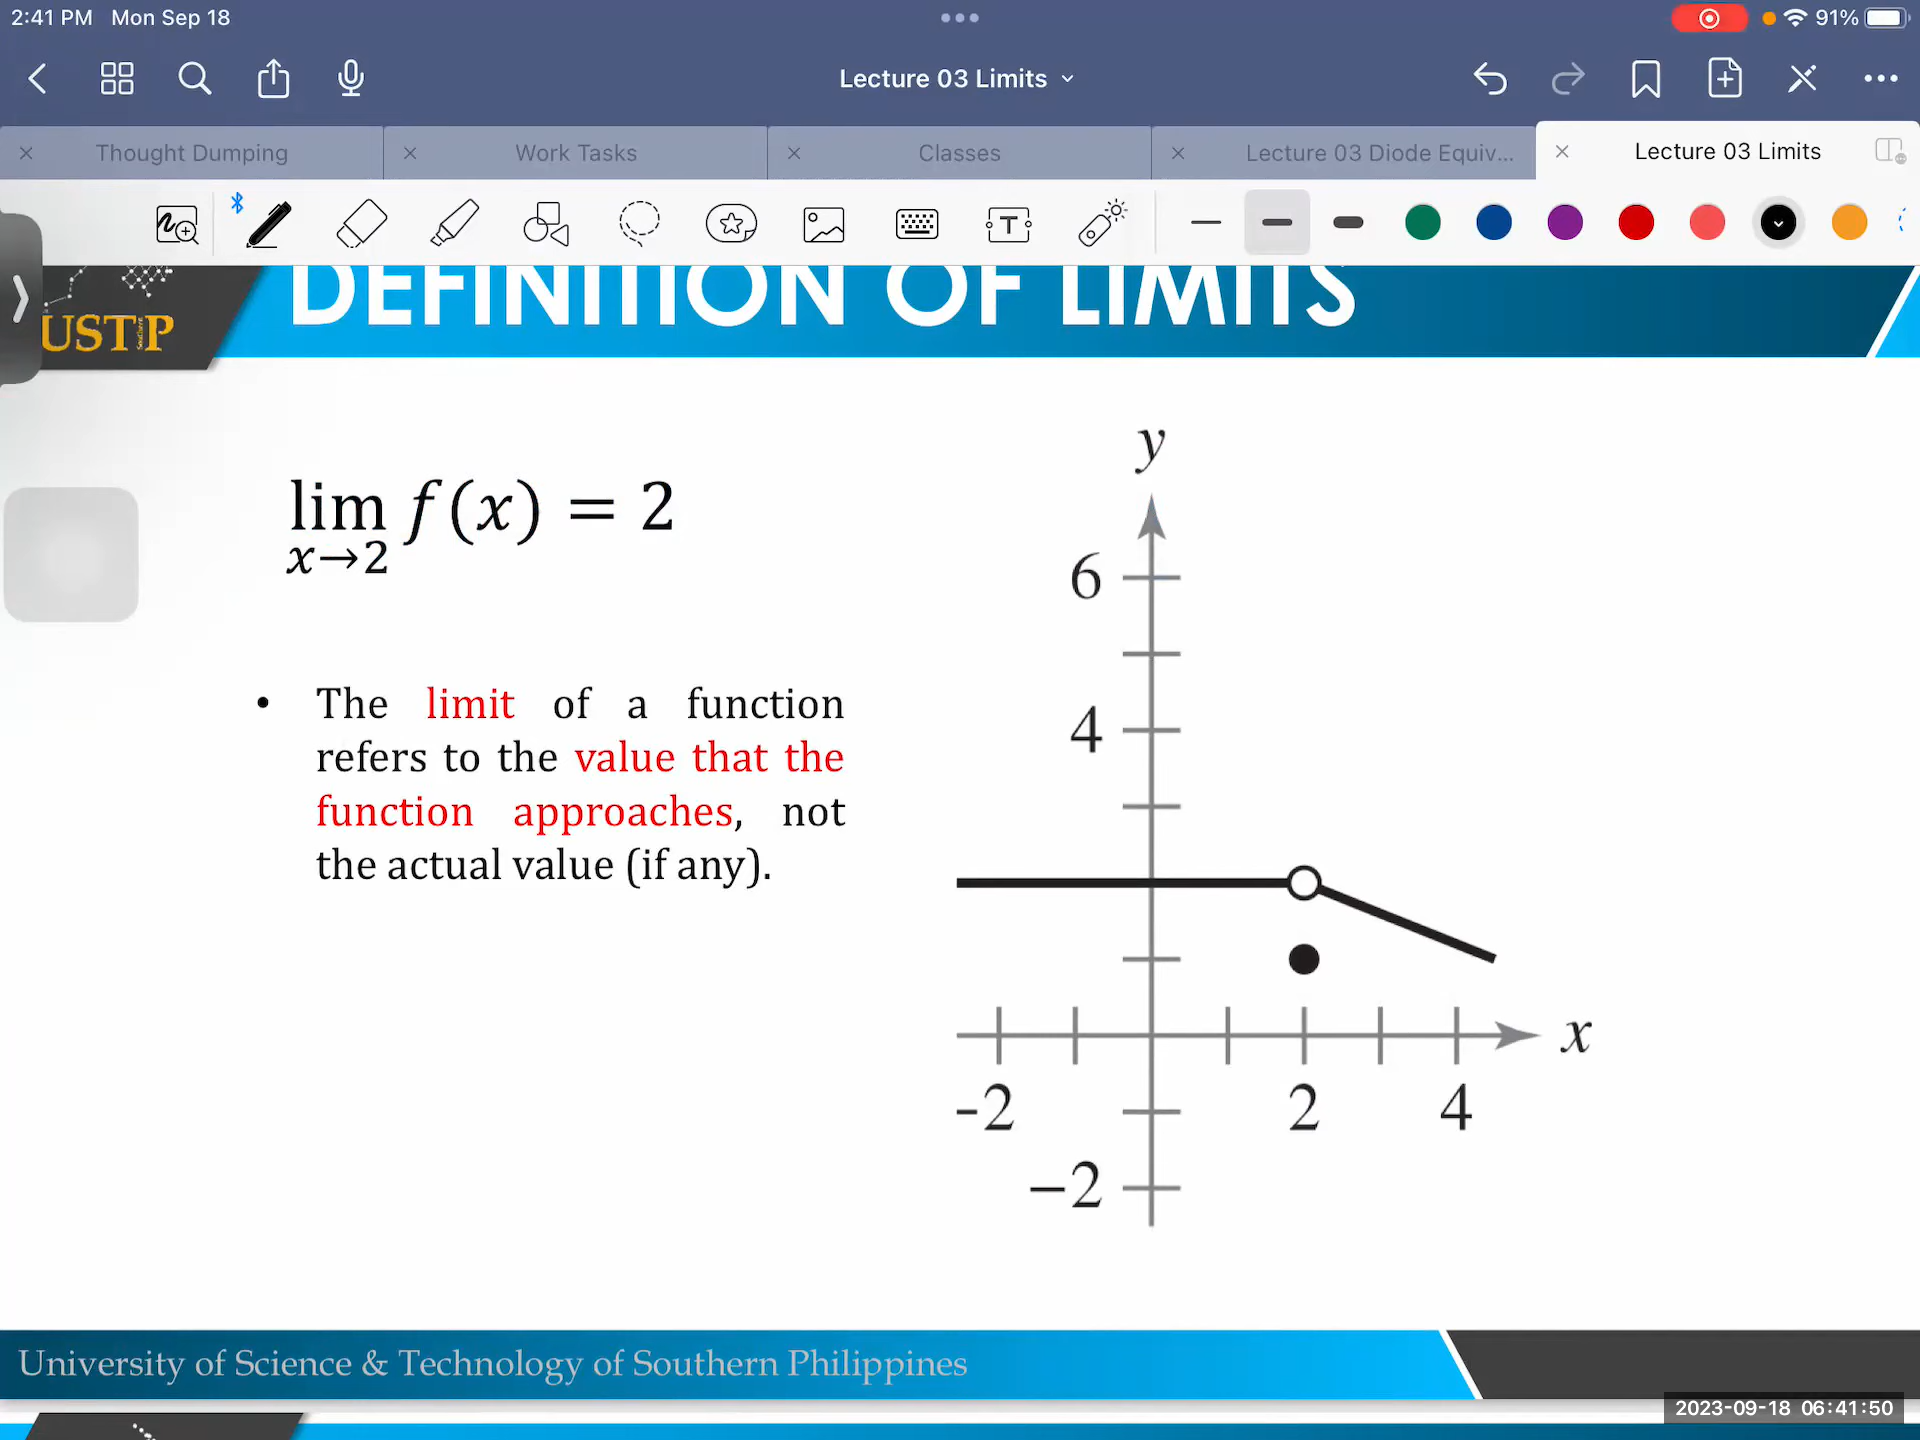 2:41 PM Mon Sep 18
91%
Lecture 03 Limits
Thought Dumping
Work Tasks
Classes
Lecture 03 Diode Equiv...
Lecture 03 Limits
T
USTP
DEFINITION OF LIMITS
lim f(x) = 2
x→2
• The limit of a function
refers to the value that the
function approaches, not
the actual value (if any).
y
6
4
x
-2
2
4
−2
University of Science & Technology of Southern Philippines
2023-09-18 06:41:50